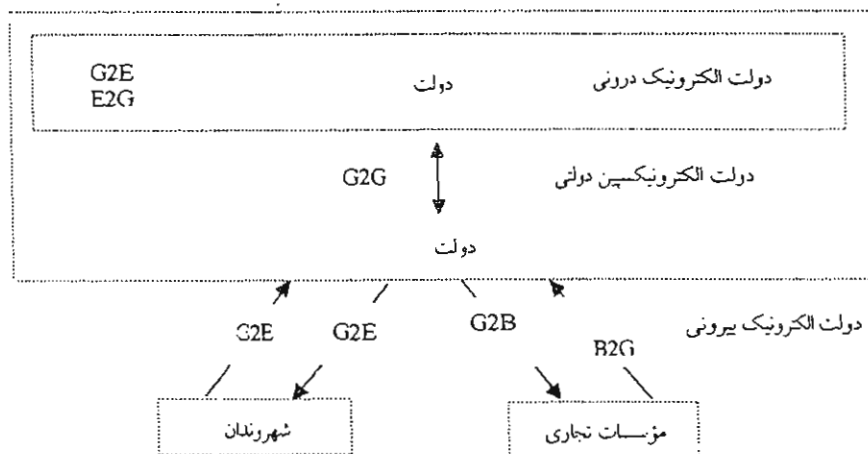 دولت الکترونیک درونی
دولت
G2E
E2G
دولت الکترونیکسپین دولتی
G2G
دولت
دولت الکترونیک بیرونی
G2E
G2E
G2B
B2G
شهروندان
مؤسسات تجاری